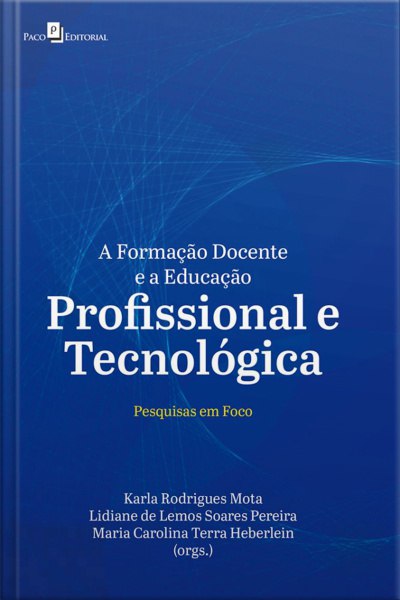 PACO EDITORIAL
A Formação Docente
e a Educação
Profissional e
Tecnológica
Pesquisas em Foco
Karla Rodrigues Mota
Lidiane de Lemos Soares Pereira
Maria Carolina Terra Heberlein
(orgs.)